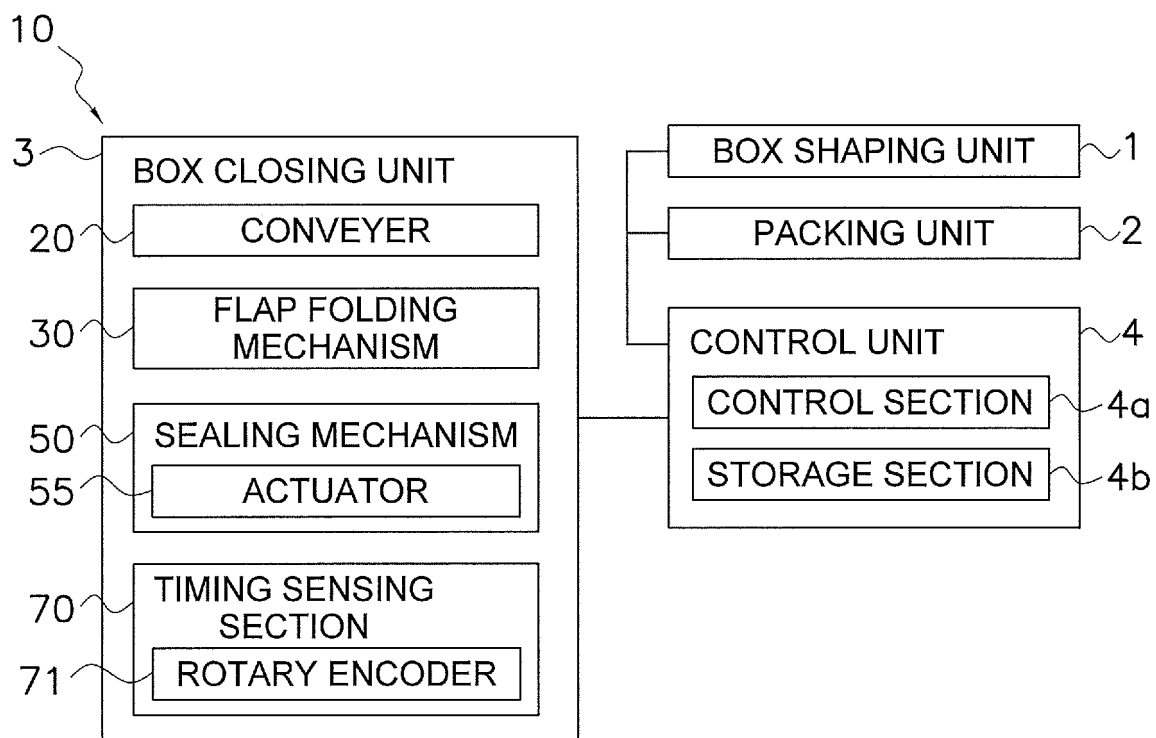 10
3
BOX CLOSING UNIT
20
CONVEYER
30
FLAP FOLDING
MECHANISM
50
SEALING MECHANISM
55
ACTUATOR
70
TIMING SENSING
SECTION
71
ROTARY ENCODER
BOX SHAPING UNIT
1
PACKING UNIT
2
CONTROL UNIT
4
CONTROL SECTION
4a
STORAGE SECTION
4b